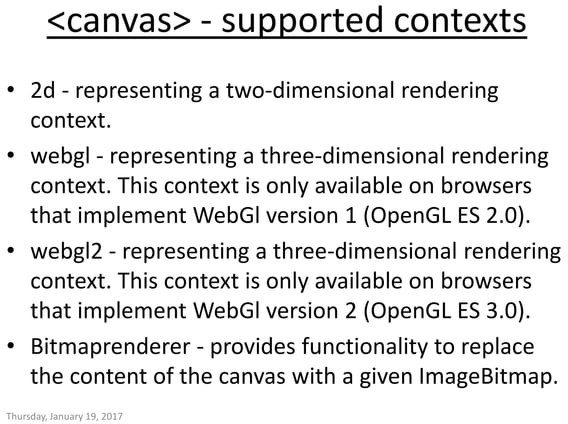 <canvas> - supported contexts
• 2d - representing a two-dimensional rendering
context.
• webgl - representing a three-dimensional rendering
context. This context is only available on browsers
that implement WebGl version 1 (OpenGL ES 2.0).
• webgl2 - representing a three-dimensional rendering
context. This context is only available on browsers
that implement WebGl version 2 (OpenGL ES 3.0).
• Bitmaprenderer - provides functionality to replace
the content of the canvas with a given ImageBitmap.
Thursday, January 19, 2017